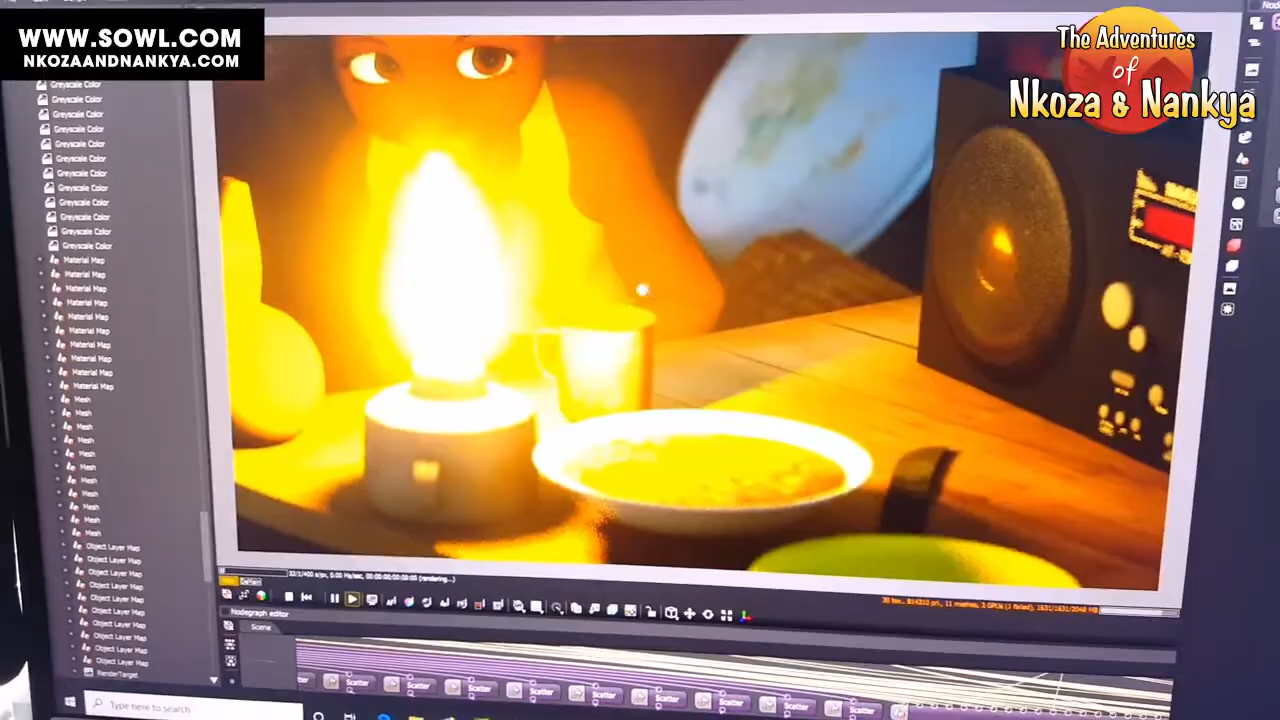 WWW.SOWL.COM
NKOZAANDNANKYA.COM
The Adventures
of
Nkoza & Nankya
Greyscale Color
Greyscale Color
Greyscale Color
Greyscale Color
Greyscale Color
Greyscale Color
Greyscale Color
Greyscale Color
Greyscale Color
Greyscale Color
Greyscale Color
Greyscale Color
Material Map
Material Map
Material Map
Material Map
Material Map
Material Map
Material Map
Material Map
Material Map
Material Map
Mesh
Mesh
Mesh
Mesh
Mesh
Mesh
Mesh
Mesh
Mesh
Mesh
Mesh
Object Layer Map
Object Layer Map
Object Layer Map
Object Layer Map
Object Layer Map
Object Layer Map
Object Layer Map
Object Layer Map
Object Layer Map
Object Layer Map
RenderTarget
Nodegraph editor
Scene
Scatter
Scatter
Scatter
Scatter
Scatter
Scatter
Scatter
Scatter
Scatter
Type here to search